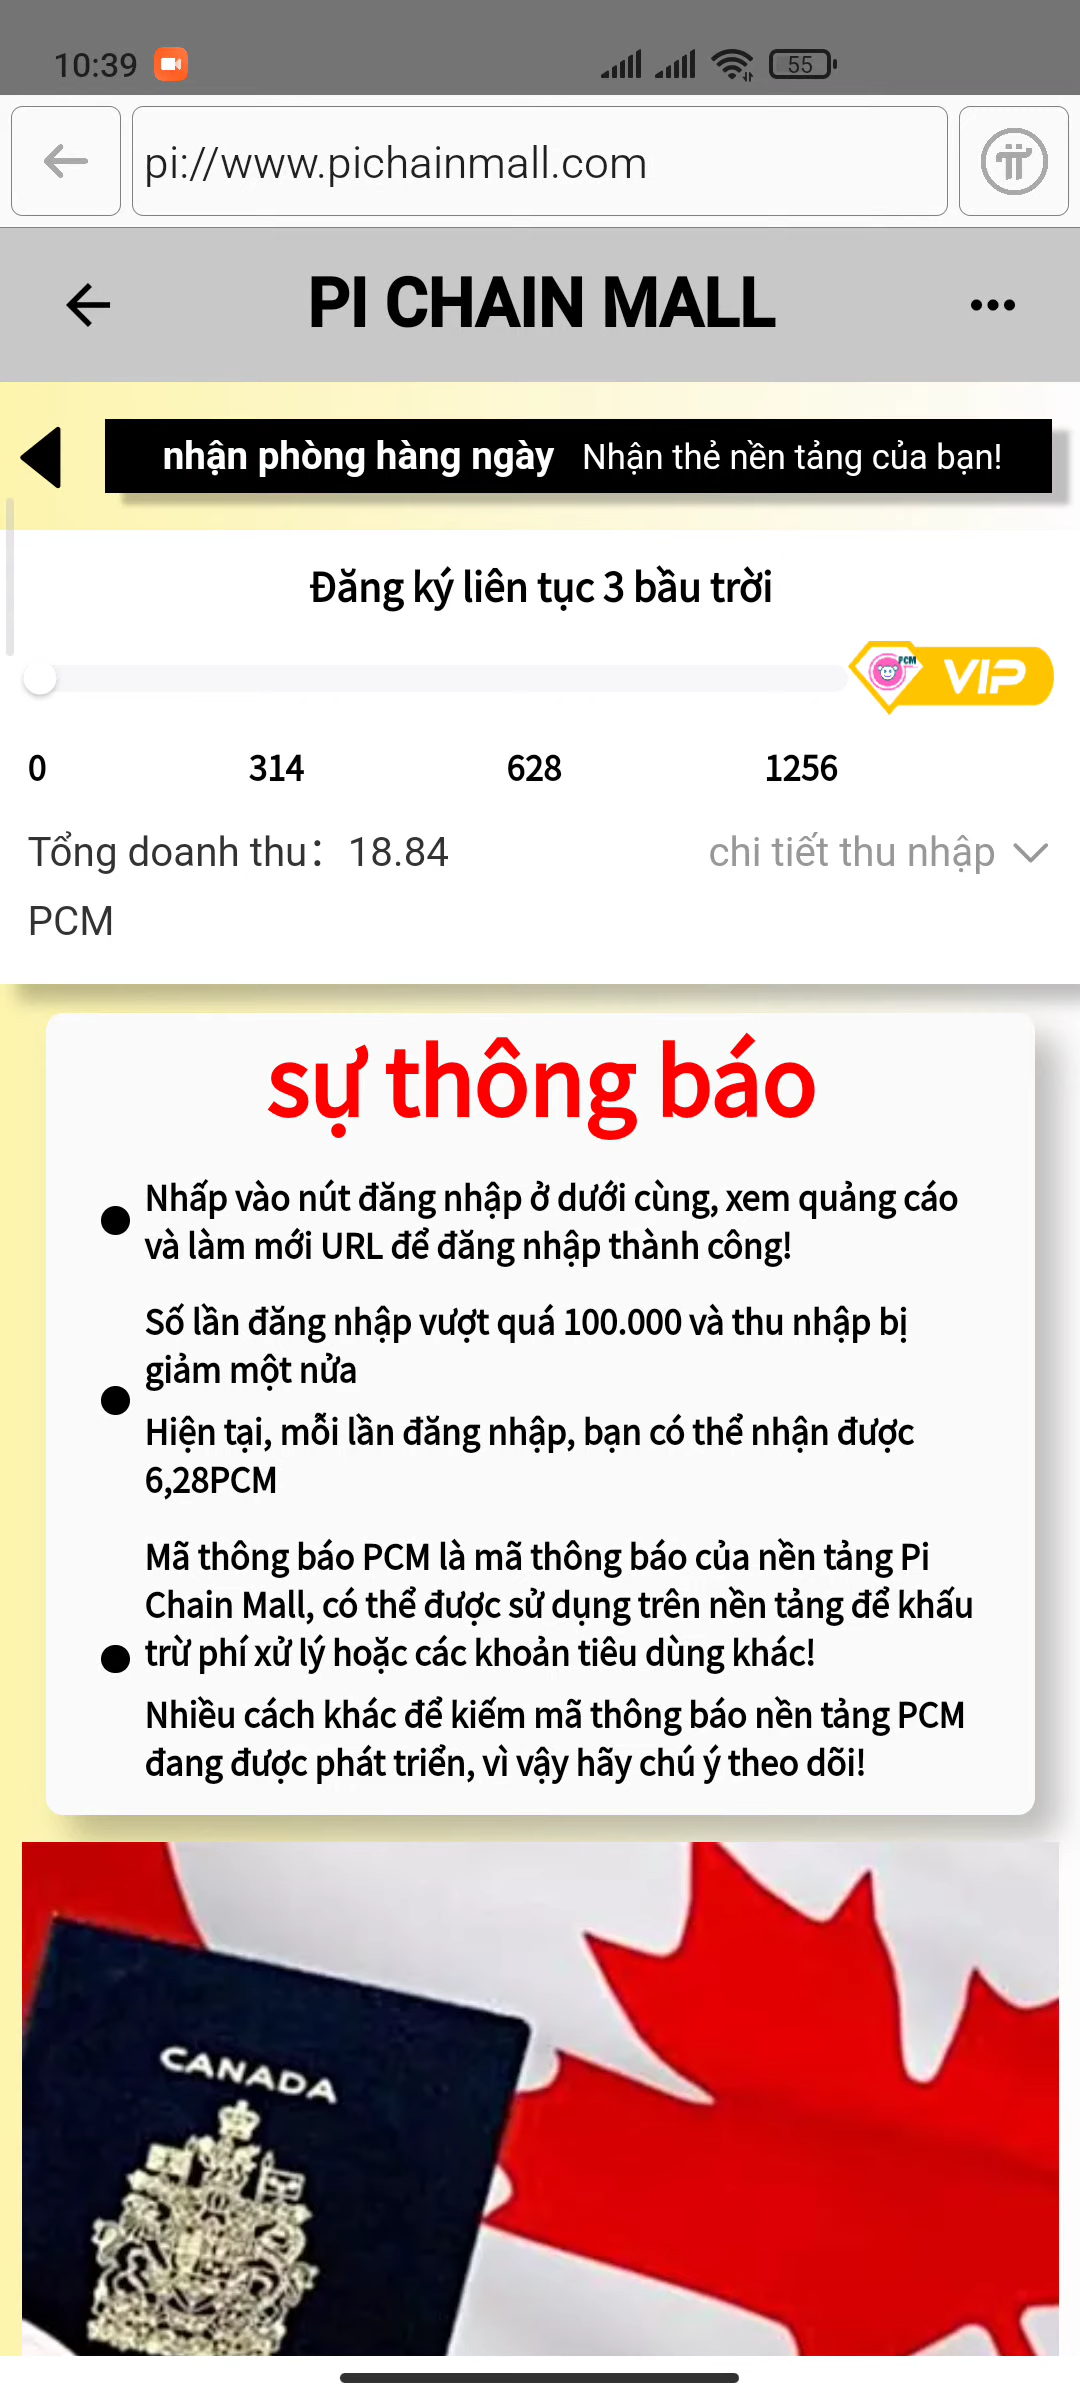 10:39
55
pi://www.pichainmall.com
PI CHAIN MALL
nhận phòng hàng ngày Nhận thẻ nền tảng của bạn!
Đăng ký liên tục 3 bầu trời
PCM VIP
0 314 628 1256
Tổng doanh thu： 18.84 chi tiết thu nhập
PCM
sự thông báo
Nhấp vào nút đăng nhập ở dưới cùng, xem quảng cáo
và làm mới URL để đăng nhập thành công!
Số lần đăng nhập vượt quá 100.000 và thu nhập bị
giảm một nửa
Hiện tại, mỗi lần đăng nhập, bạn có thể nhận được
6,28PCM
Mã thông báo PCM là mã thông báo của nền tảng Pi
Chain Mall, có thể được sử dụng trên nền tảng để khấu
trừ phí xử lý hoặc các khoản tiêu dùng khác!
Nhiều cách khác để kiếm mã thông báo nền tảng PCM
đang được phát triển, vì vậy hãy chú ý theo dõi!
CANADA